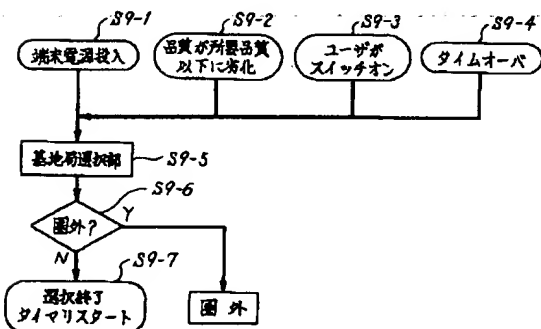 S9-1
端末電源投入
S9-2
品質が所要品質
以下に劣化
S9-3
ユーザが
スイッチオン
S9-4
タイムオーバ
基地局選択部
S9-5
S9-6
圏外?
Y
N
S9-7
選択終了
タイマリスタート
圏外